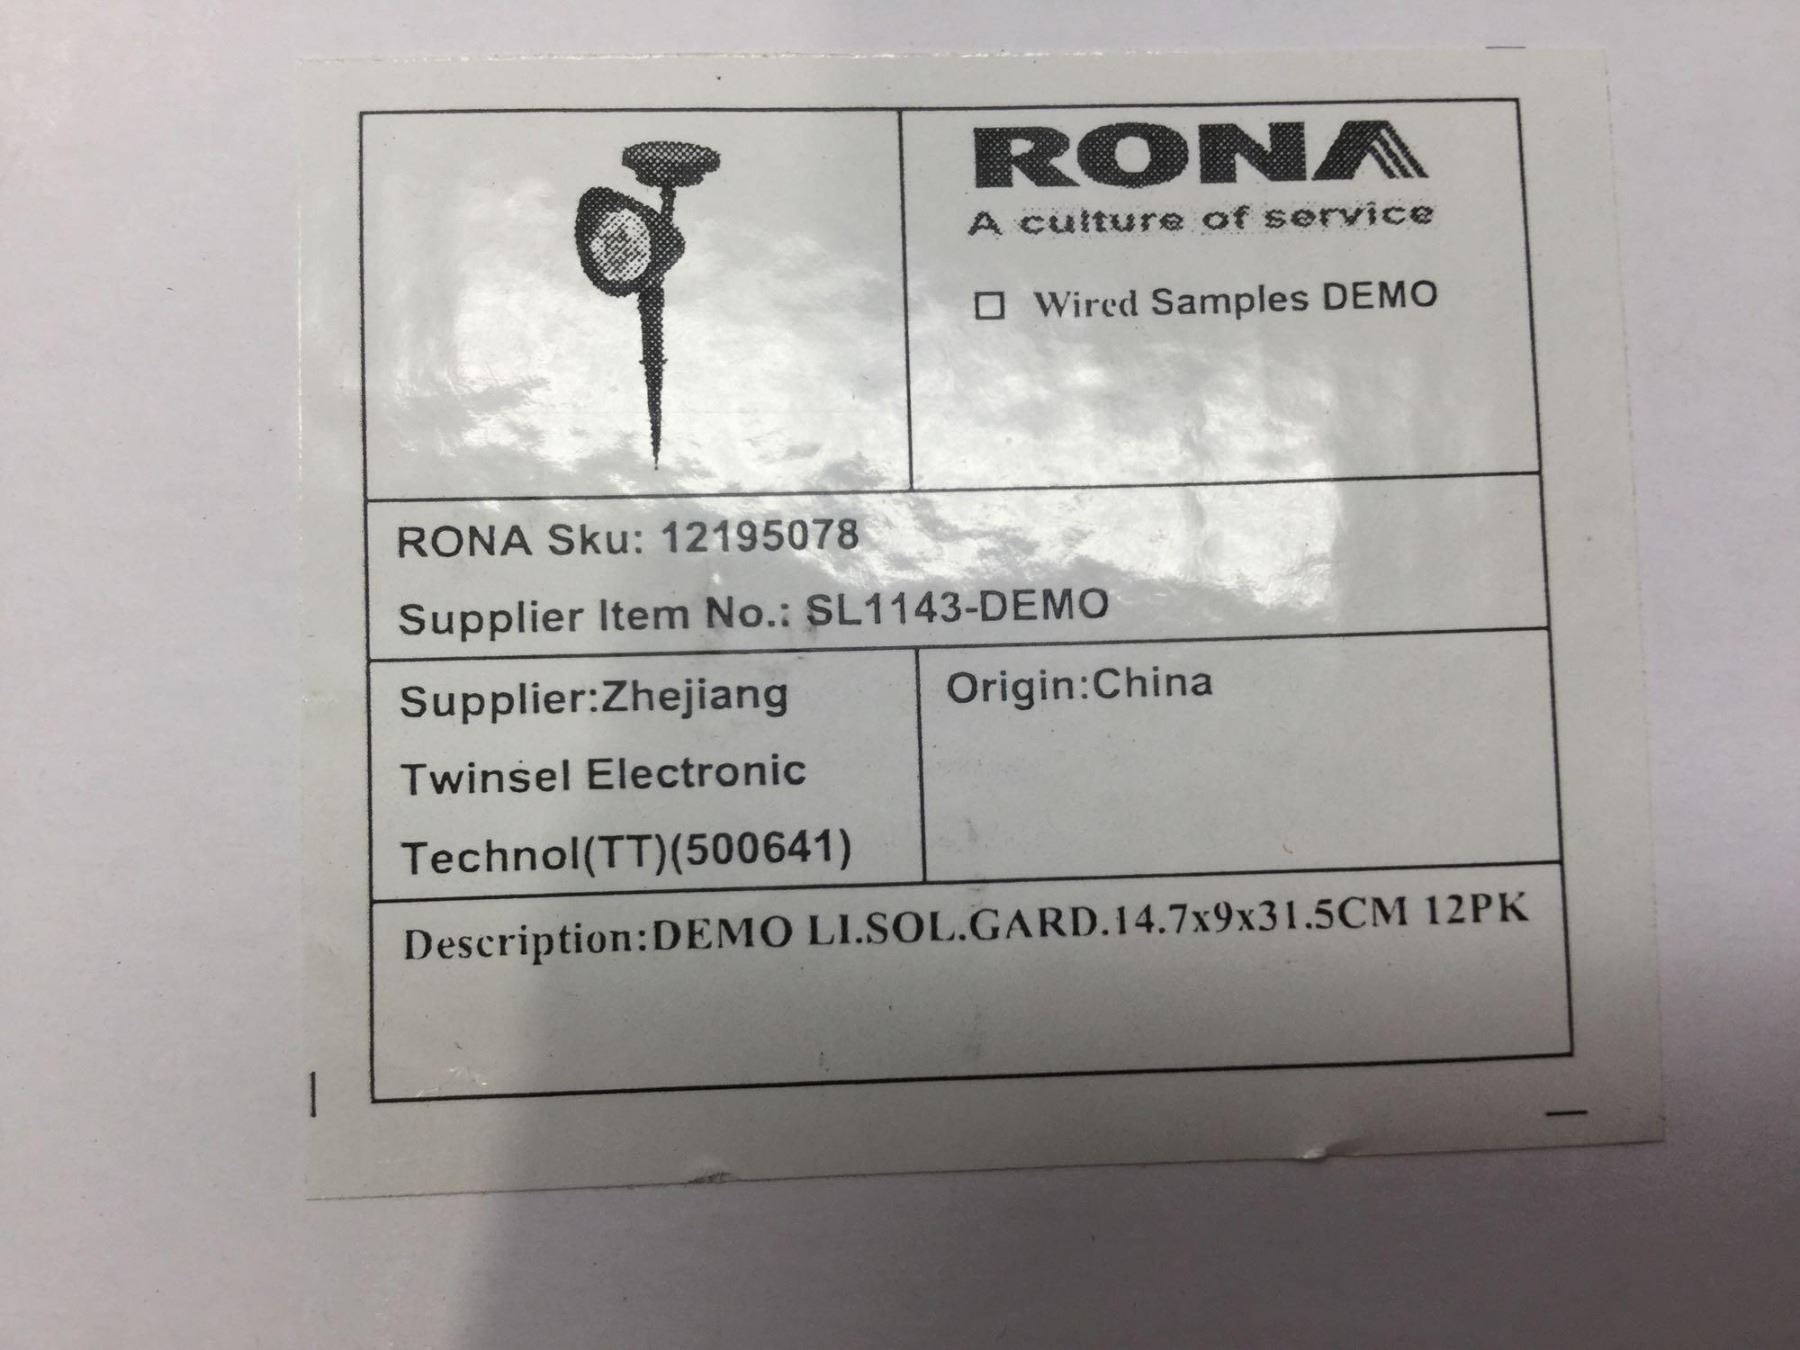 RONA
A culture of service
☐ Wired Samples DEMO
RONA Sku: 12195078
Supplier Item No.: SL1143-DEMO
Supplier:Zhejiang
Twinsel Electronic
Technol(TT)(500641)
Origin:China
Description:DEMO LI.SOL.GARD.14.7x9x31.5CM 12PK